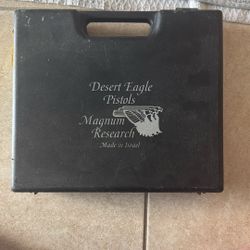 Desert Eagle
Pistols
Magnum
Research
Made in Israel